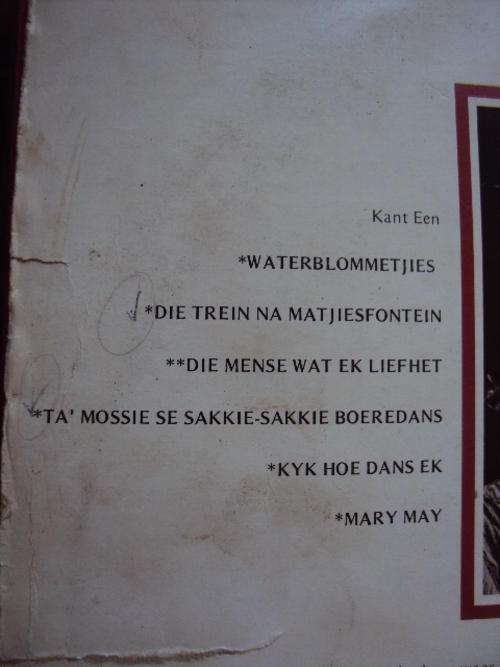 Kant Een
*WATERBLOMMETJIES
*DIE TREIN NA MATJIESFONTEIN
**DIE MENSE WAT EK LIEFHET
*TA' MOSSIE SE SAKKIE-SAKKIE BOEREDANS
*KYK HOE DANS EK
*MARY MAY